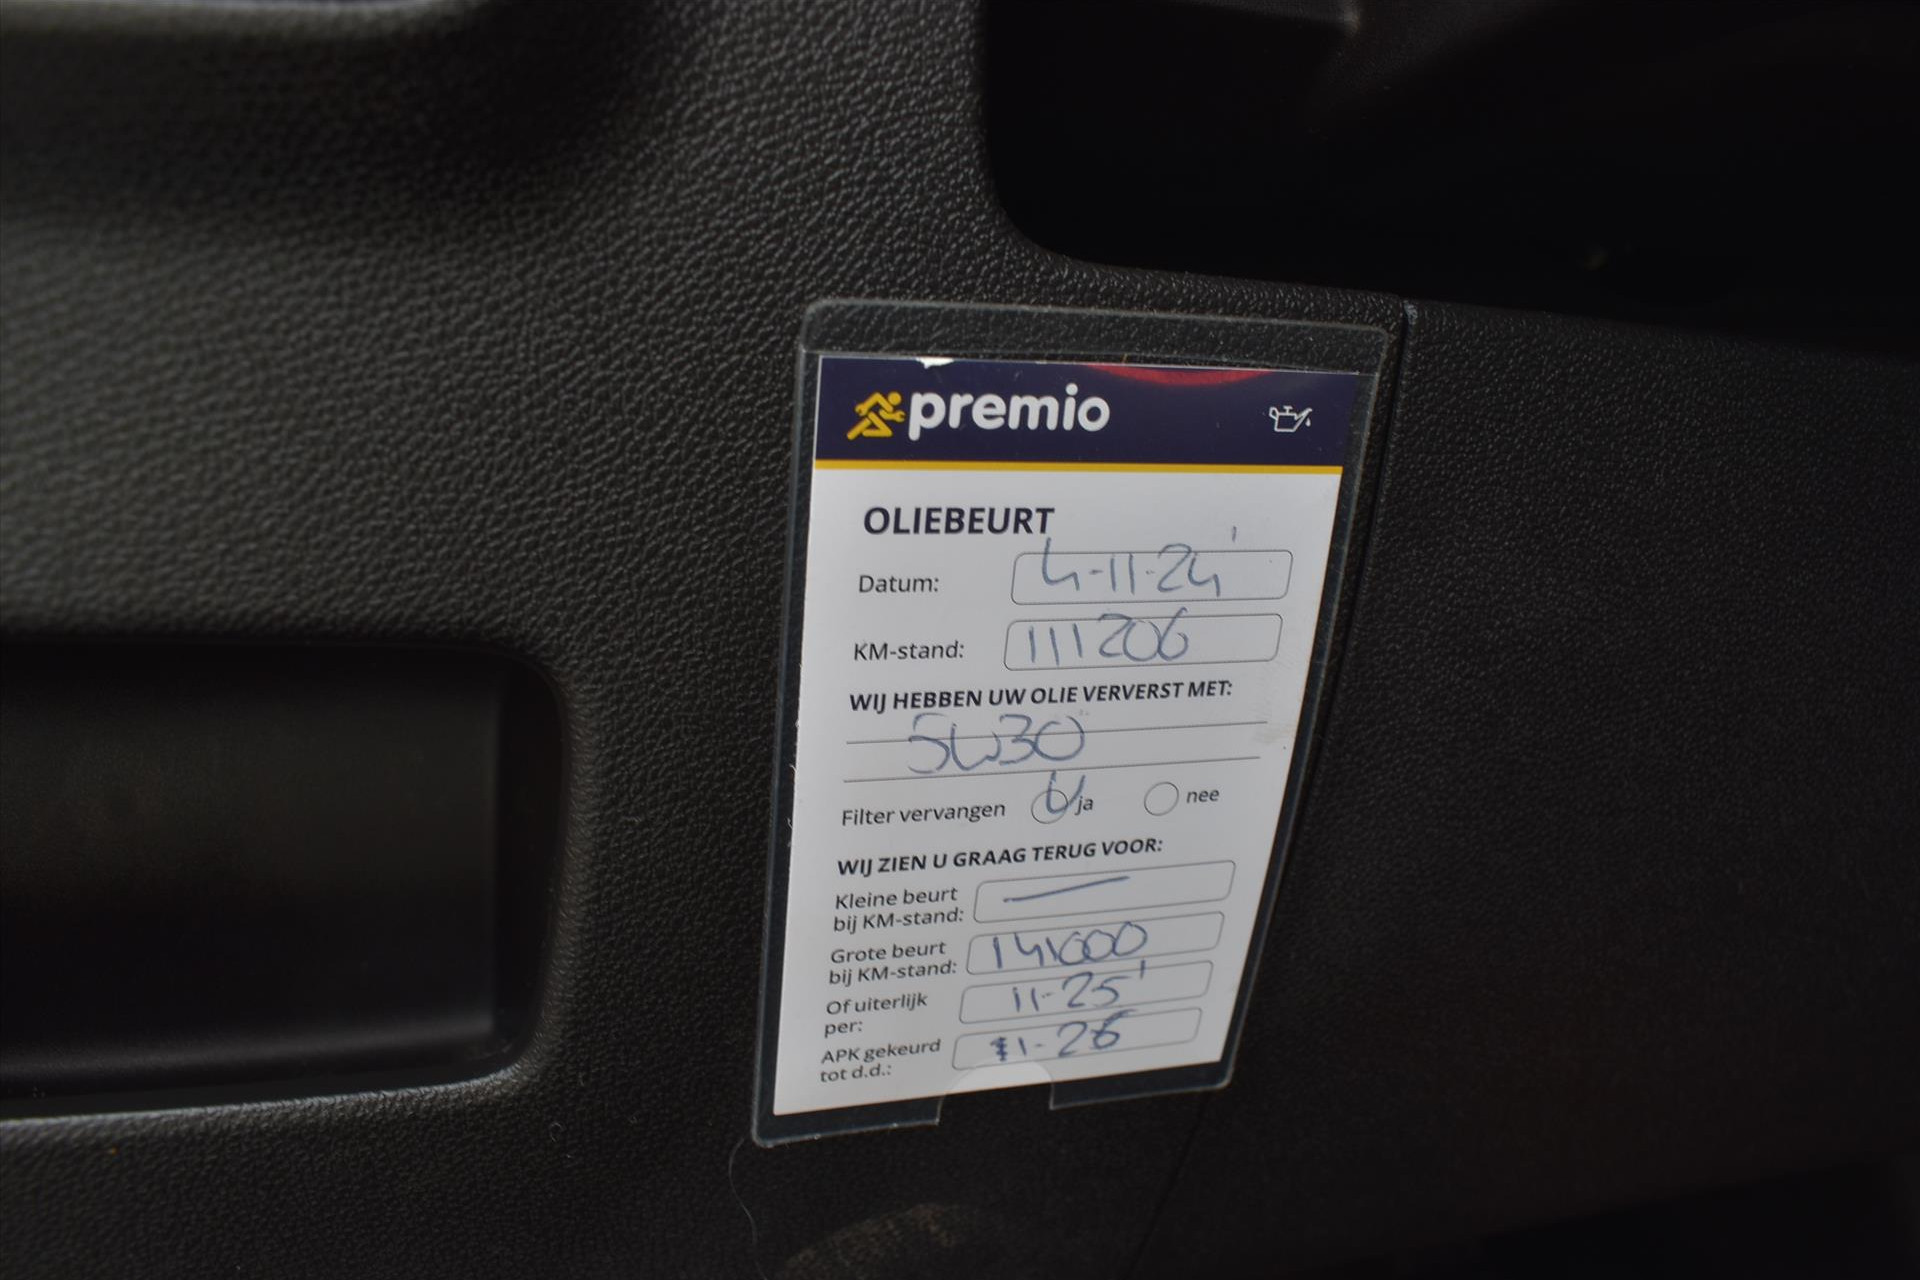 premio
OLIEBEURT
Datum: 4-11-24'
KM-stand: 111206
WIJ HEBBEN UW OLIE VERVERST MET:
5W30
Filter vervangen ja nee
WIJ ZIEN U GRAAG TERUG VOOR:
Kleine beurt
bij KM-stand: —
Grote beurt
bij KM-stand: 141000
Of uiterlijk
per: 11-25'
APK gekeurd
tot d.d.: 11-26